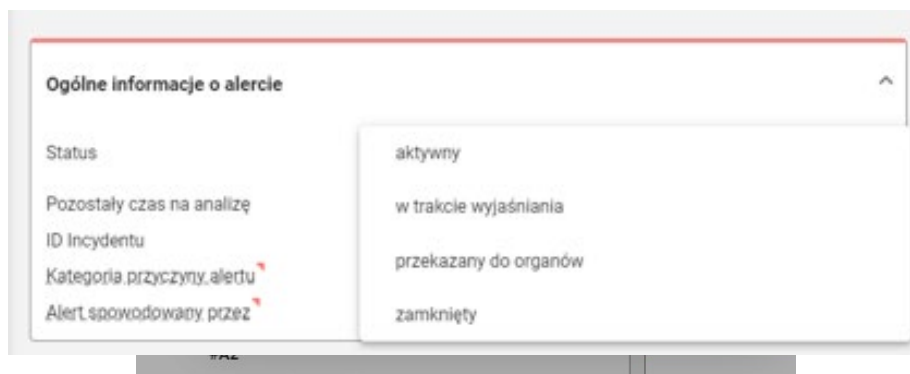 Ogólne informacje o alercie
Status
aktywny
Pozostały czas na analizę
w trakcie wyjaśniania
ID Incydentu
przekazany do organów
Kategoria przyczyny alertu
Alert spowodowany przez
zamknięty